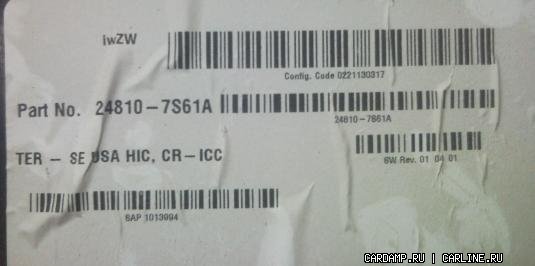 iwZW
Config. Code 0221130317
Part No. 24810-7S61A
24810-7S61A
TER - SE USA HIC, CR-ICC
SW Rev. 01 04 01
SAP 1013994
CARDAMP.RU | CARLINE.RU